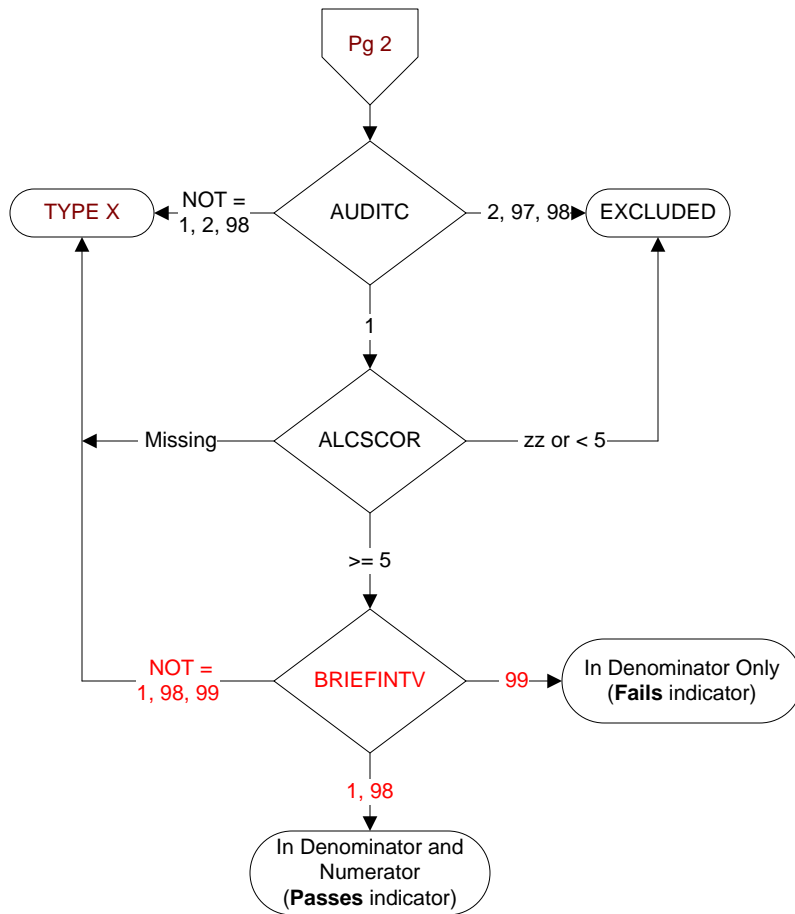 Pg 2
TYPE X
NOT =
1, 2, 98
AUDITC
2, 97, 98
EXCLUDED
1
Missing
ALCSCOR
zz or < 5
>= 5
NOT =
1, 98, 99
BRIEFINTV
99
In Denominator Only
(Fails indicator)
1, 98
In Denominator and
Numerator
(Passes indicator)